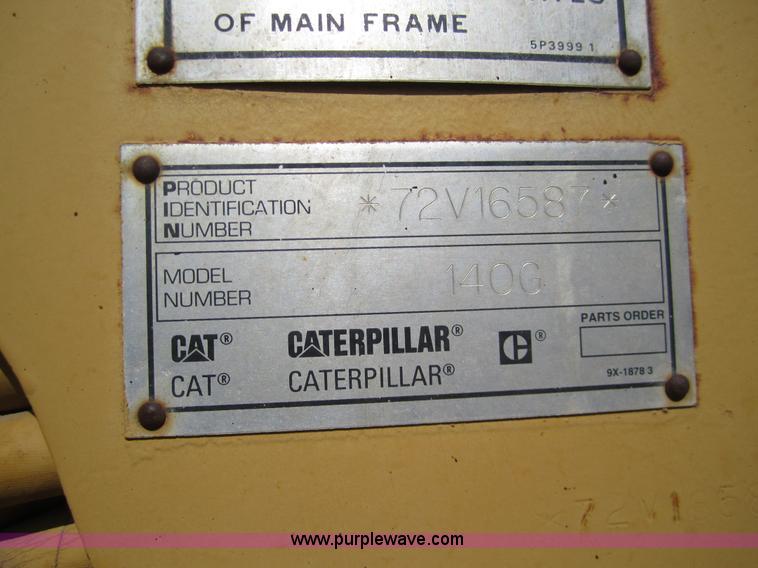 OF MAIN FRAME
5P3999 1
PRODUCT
IDENTIFICATION
NUMBER
*72V16587*
MODEL
NUMBER
140G
CAT® CATERPILLAR® C®
CAT® CATERPILLAR®
PARTS ORDER
9X-1878 3
*72V165
www.purplewave.com